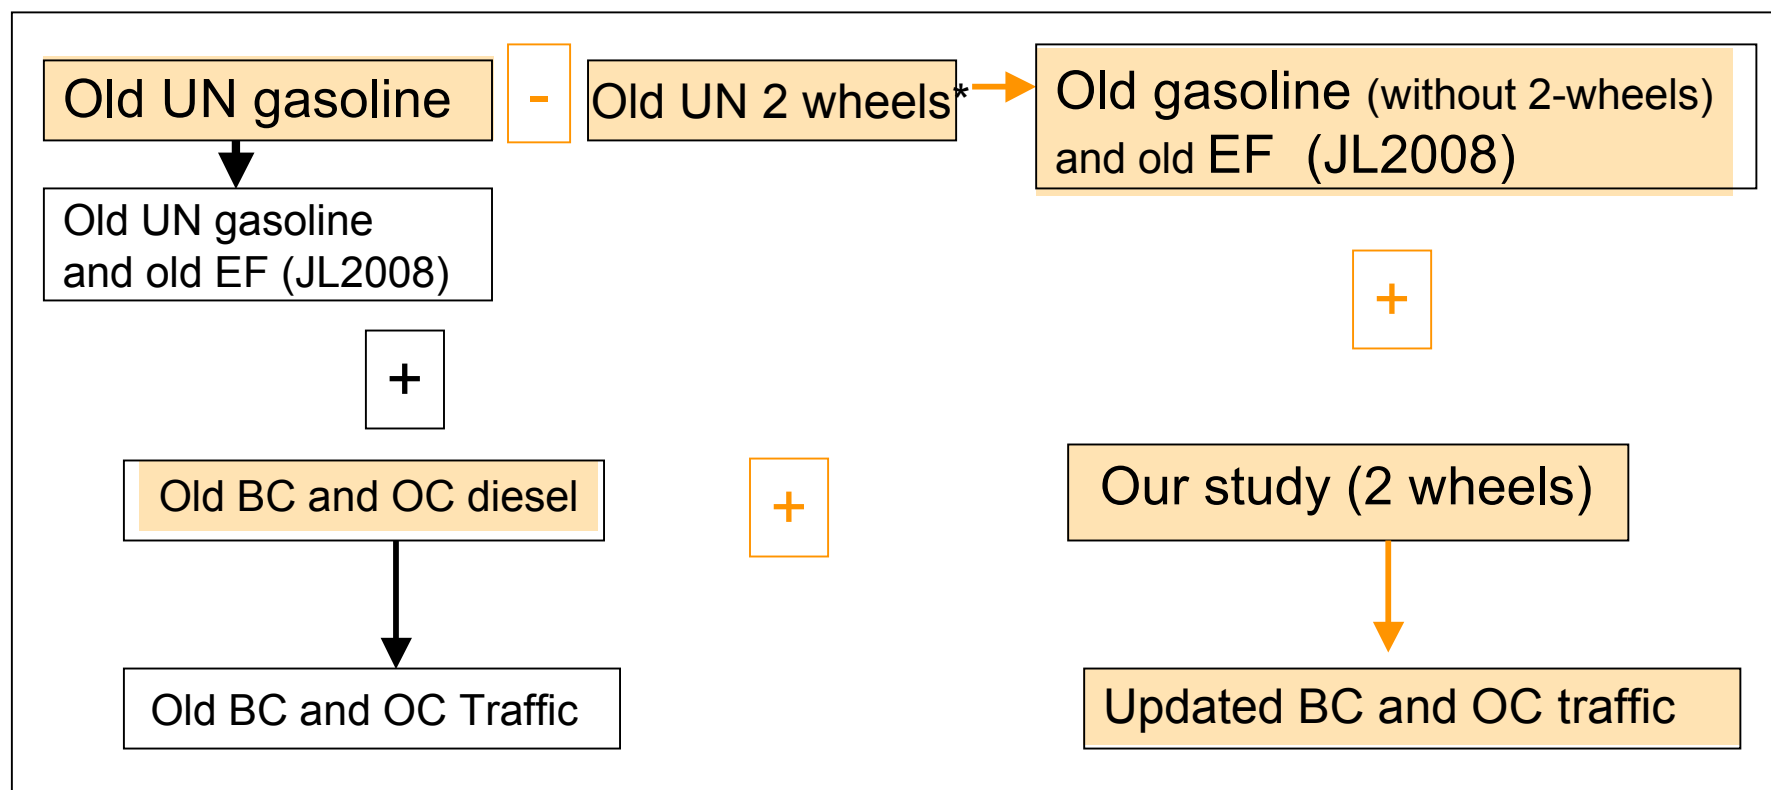 Old UN gasoline
-
Old UN 2 wheels*
Old gasoline (without 2-wheels)
and old EF (JL2008)
Old UN gasoline
and old EF (JL2008)
+
+
Old BC and OC diesel
+
Our study (2 wheels)
Old BC and OC Traffic
Updated BC and OC traffic